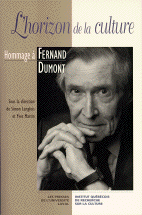 L'horizon de la culture
Hommage à FERNAND
DUMONT
Sous la direction
de Simon Langlois
et Yves Martin
LES PRESSES
DE L'UNIVERSITÉ
LAVAL
INSTITUT QUÉBÉCOIS
DE RECHERCHE
SUR LA CULTURE